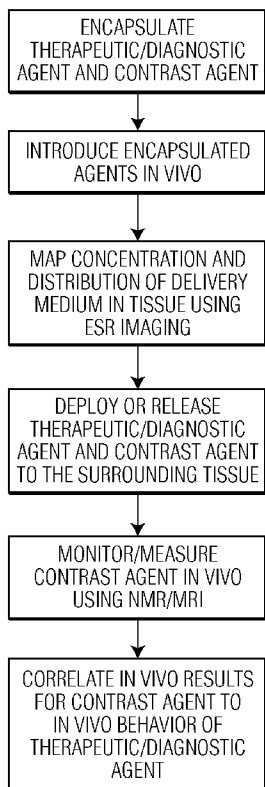 ENCAPSULATE
THERAPEUTIC/DIAGNOSTIC
AGENT AND CONTRAST AGENT
INTRODUCE ENCAPSULATED
AGENTS IN VIVO
MAP CONCENTRATION AND
DISTRIBUTION OF DELIVERY
MEDIUM IN TISSUE USING
ESR IMAGING
DEPLOY OR RELEASE
THERAPEUTIC/DIAGNOSTIC
AGENT AND CONTRAST AGENT
TO THE SURROUNDING TISSUE
MONITOR/MEASURE
CONTRAST AGENT IN VIVO
USING NMR/MRI
CORRELATE IN VIVO RESULTS
FOR CONTRAST AGENT TO
IN VIVO BEHAVIOR OF
THERAPEUTIC/DIAGNOSTIC
AGENT